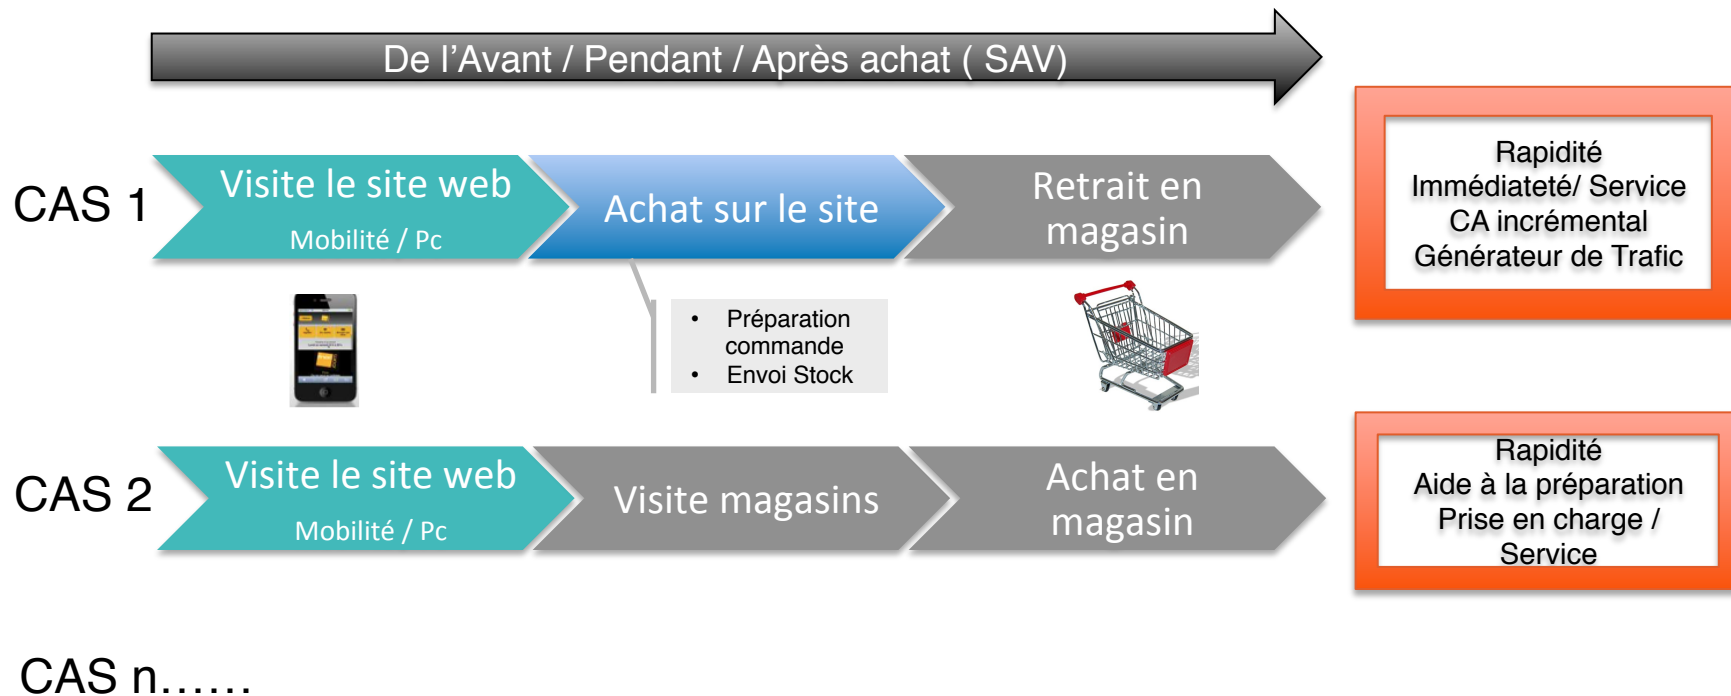 De l'Avant / Pendant / Après achat ( SAV)
CAS 1
Visite le site web
Mobilité / Pc
Achat sur le site
Retrait en
magasin
Rapidité
Immédiateté/ Service
CA incrémental
Générateur de Trafic
• Préparation
commande
• Envoi Stock
CAS 2
Visite le site web
Mobilité / Pc
Visite magasins
Achat en
magasin
Rapidité
Aide à la préparation
Prise en charge /
Service
CAS n......